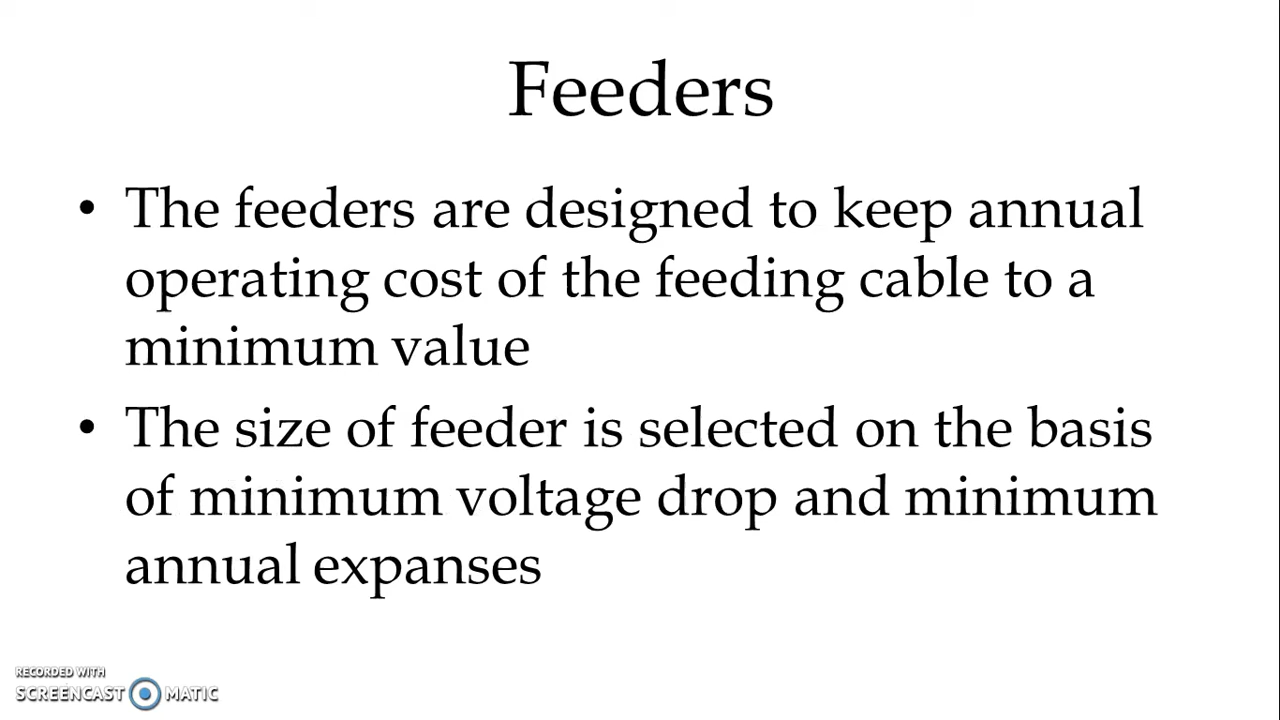 Feeders
• The feeders are designed to keep annual
operating cost of the feeding cable to a
minimum value
• The size of feeder is selected on the basis
of minimum voltage drop and minimum
annual expanses
RECORDED WITH
SCREENCAST MATIC